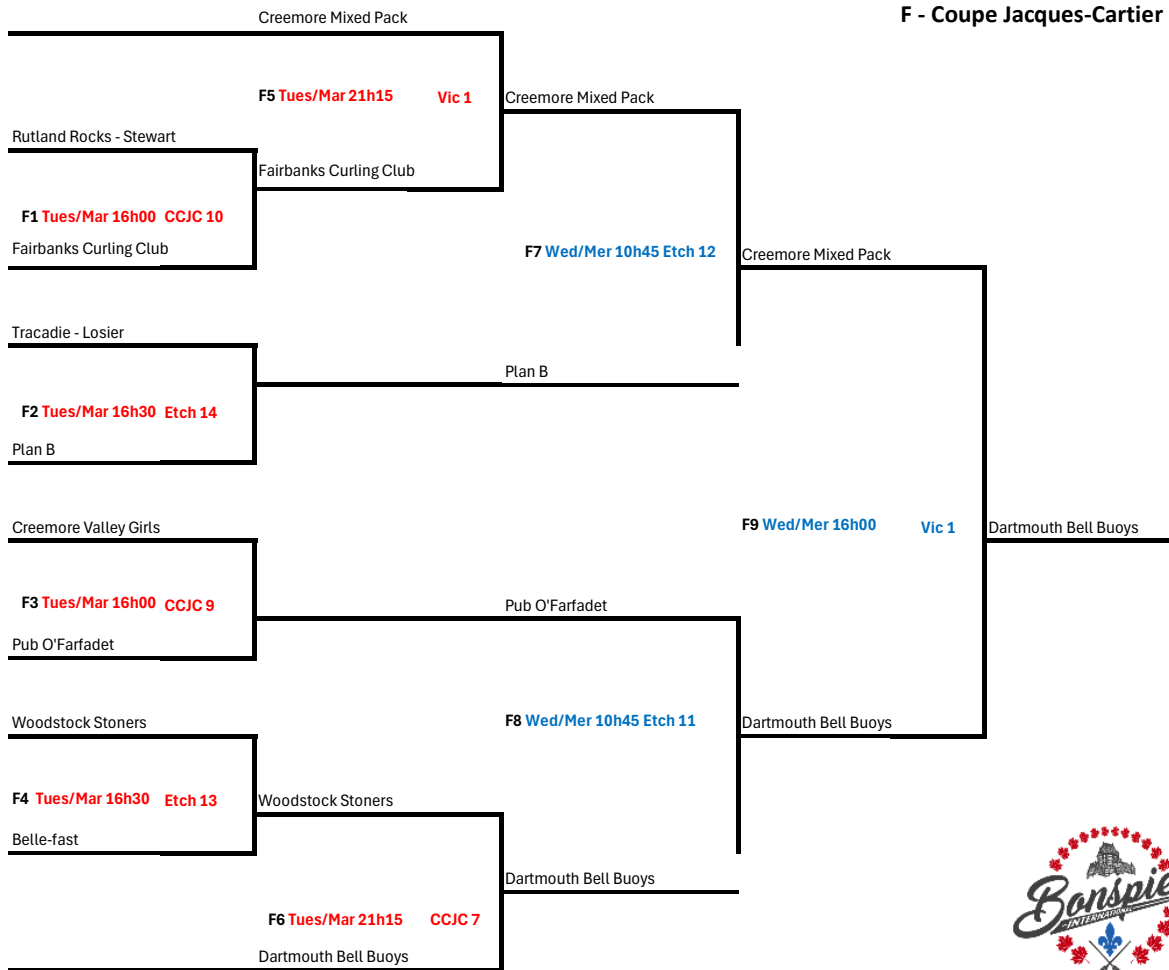 Creemore Mixed Pack
F - Coupe Jacques-Cartier
F5 Tues/Mar 21h15 Vic 1
Creemore Mixed Pack
Rutland Rocks - Stewart
Fairbanks Curling Club
F1 Tues/Mar 16h00 CCJC 10
Fairbanks Curling Club
F7 Wed/Mer 10h45 Etch 12
Creemore Mixed Pack
Tracadie - Losier
Plan B
F2 Tues/Mar 16h30 Etch 14
Plan B
Creemore Valley Girls
F9 Wed/Mer 16h00 Vic 1
Dartmouth Bell Buoys
F3 Tues/Mar 16h00 CCJC 9
Pub O'Farfadet
Pub O'Farfadet
Woodstock Stoners
F8 Wed/Mer 10h45 Etch 11
Dartmouth Bell Buoys
F4 Tues/Mar 16h30 Etch 13
Woodstock Stoners
Belle-fast
Dartmouth Bell Buoys
F6 Tues/Mar 21h15 CCJC 7
Dartmouth Bell Buoys
Bonspie
INTERNATIONAL